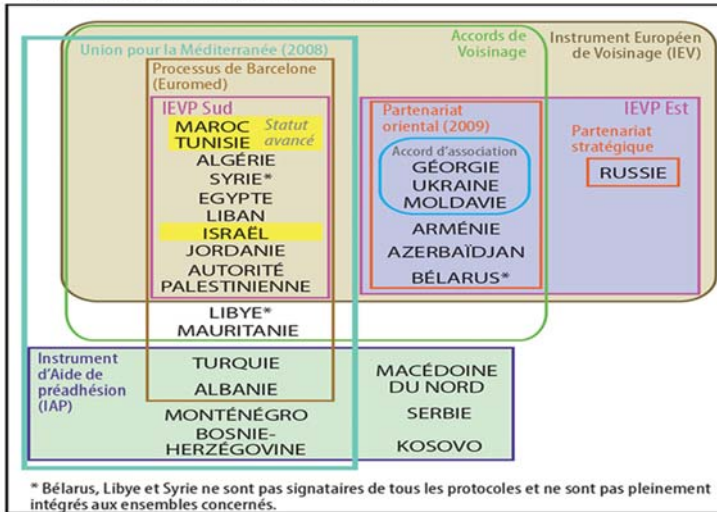 Union pour la Méditerranée (2008)
Accords de
Voisinage
Instrument Européen
de Voisinage (IEV)
Processus de Barcelone
(Euromed)
IEVP Sud
MAROC
TUNISIE
Statut
avancé
ALGÉRIE
SYRIE*
EGYPTE
LIBAN
ISRAËL
JORDANIE
AUTORITÉ
PALESTINIENNE
LIBYE*
MAURITANIE
Partenariat
oriental (2009)
Accord d'association
GÉORGIE
UKRAINE
MOLDAVIE
ARMÉNIE
AZERBAÏDJAN
BÉLARUS*
IEVP Est
Partenariat
stratégique
RUSSIE
Instrument
d'Aide de
préadhésion
(IAP)
TURQUIE
ALBANIE
MONTÉNÉGRO
BOSNIE-
HERZÉGOVINE
MACÉDOINE
DU NORD
SERBIE
KOSOVO
* Bélarus, Libye et Syrie ne sont pas signataires de tous les protocoles et ne sont pas pleinement
intégrés aux ensembles concernés.